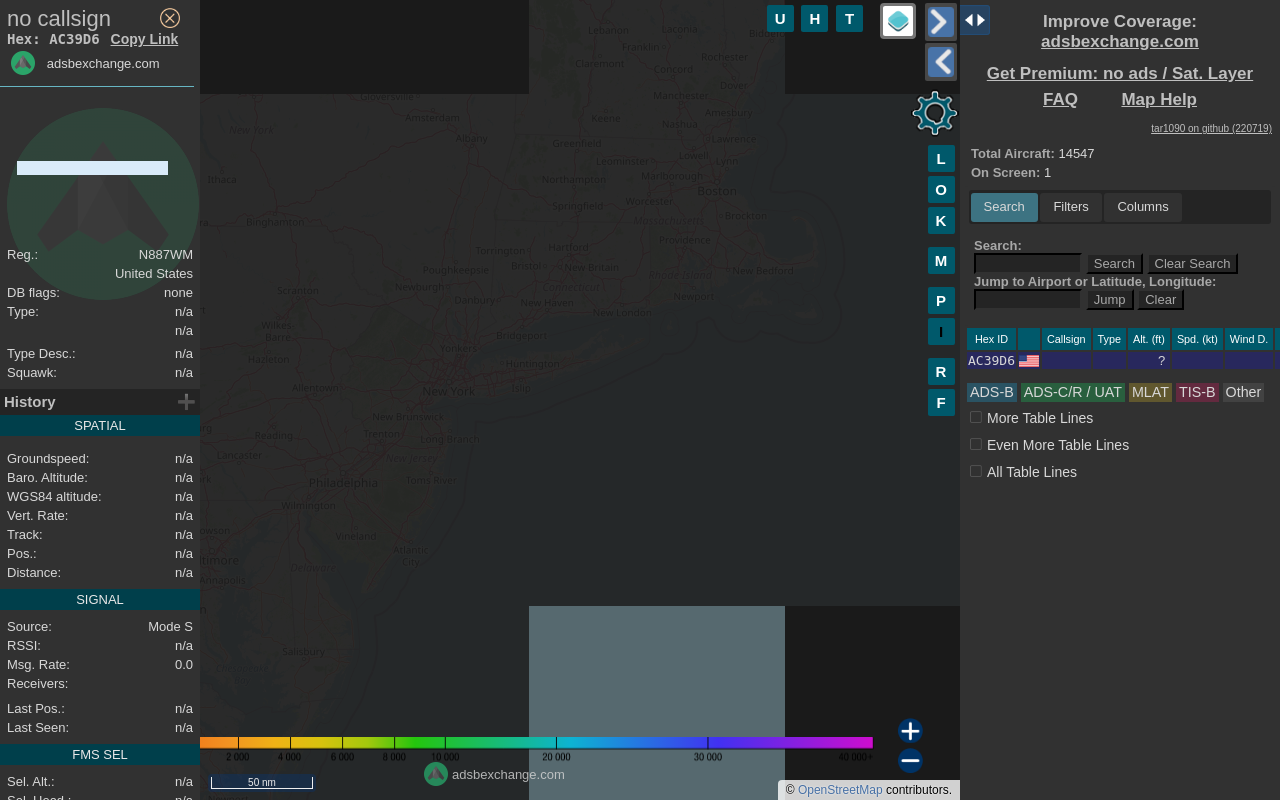 no callsign
Hex: AC39D6 Copy Link
adsbexchange.com
Reg.: N887WM
United States
DB flags: none
Type: n/a
n/a
Type Desc.: n/a
Squawk: n/a
History
SPATIAL
Groundspeed: n/a
Baro. Altitude: n/a
WGS84 altitude: n/a
Vert. Rate: n/a
Track: n/a
Pos.: n/a
Distance: n/a
SIGNAL
Source: Mode S
RSSI: n/a
Msg. Rate: 0.0
Receivers:
Last Pos.: n/a
Last Seen: n/a
FMS SEL
Sel. Alt.: n/a
Sel. Head.: n/a
U H T
L
O
K
M
P
I
R
F
Lebanon
Laconia
Franklin
Rochester
Claremont
Concord
Dover
Manchester
Gloversville
Amsterdam
Keene
Amesbury
Nashua
New York
Albany
Lawrence
Greenfield
Lowell
Lynn
Leominster
Ithaca
Northampton
Marlborough
Boston
Springfield
Worcester
Binghamton
Massachusetts
Brockton
Hartford
Providence
Torrington
Bristol
New Britain
Poughkeepsie
Rhode Island
New Bedford
Scranton
Newburgh
Connecticut
Danbury
New Haven
Newport
New London
Wilkes-
Barre
Bridgeport
Yonkers
Hazleton
Huntington
Allentown
New York
Islip
New Brunswick
Reading
Trenton
Long Branch
Lancaster
New Jersey
Philadelphia
Toms River
Wilmington
Vineland
Atlantic
City
Delaware
Annapolis
Salisbury
2 000 4 000 6 000 8 000 10 000 20 000 30 000 40 000+
adsbexchange.com
50 nm
© OpenStreetMap contributors.
Improve Coverage:
adsbexchange.com
Get Premium: no ads / Sat. Layer
FAQ Map Help
tar1090 on github (220719)
Total Aircraft: 14547
On Screen: 1
Search Filters Columns
Search:
Search Clear Search
Jump to Airport or Latitude, Longitude:
Jump Clear
Hex ID Callsign Type Alt. (ft) Spd. (kt) Wind D.
AC39D6 ?
ADS-B ADS-C/R / UAT MLAT TIS-B Other
More Table Lines
Even More Table Lines
All Table Lines